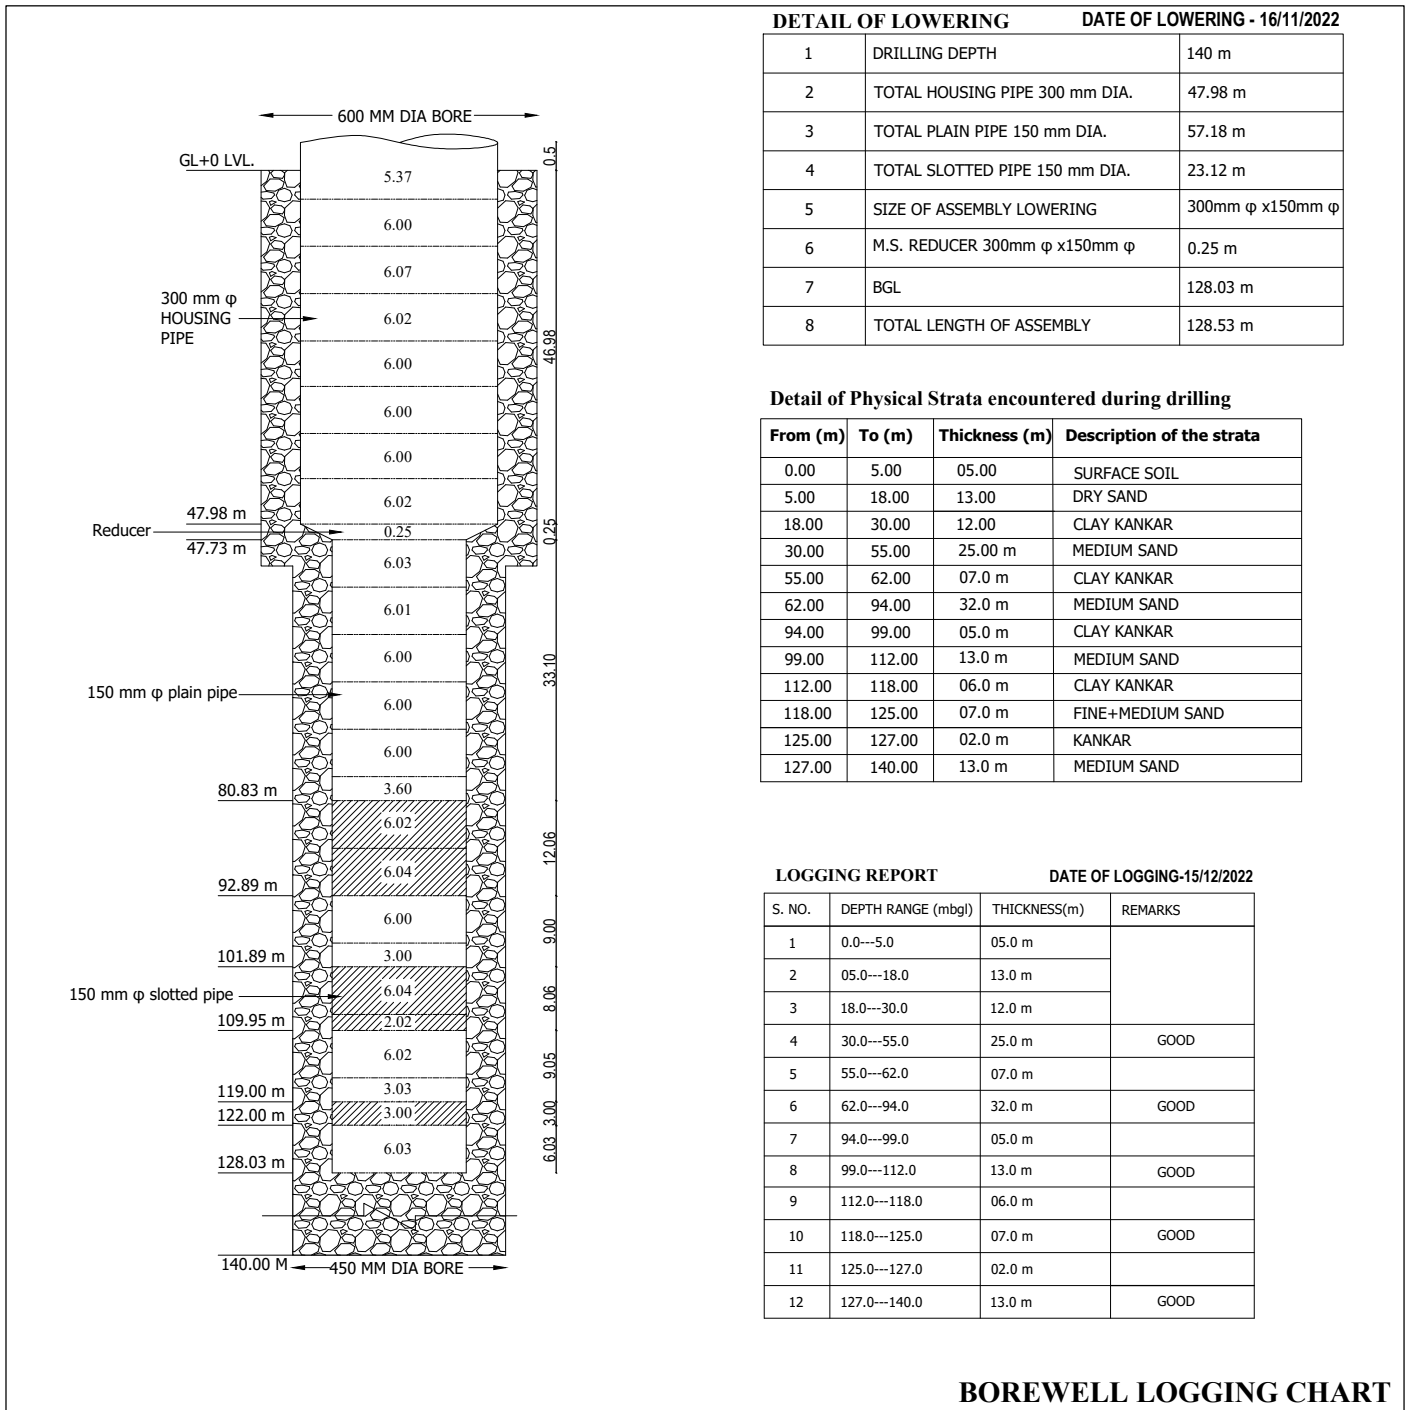 DETAIL OF LOWERING DATE OF LOWERING - 16/11/2022
1 DRILLING DEPTH 140 m
2 TOTAL HOUSING PIPE 300 mm DIA. 47.98 m
3 TOTAL PLAIN PIPE 150 mm DIA. 57.18 m
4 TOTAL SLOTTED PIPE 150 mm DIA. 23.12 m
5 SIZE OF ASSEMBLY LOWERING 300mm φ x150mm φ
6 M.S. REDUCER 300mm φ x150mm φ 0.25 m
7 BGL 128.03 m
8 TOTAL LENGTH OF ASSEMBLY 128.53 m
600 MM DIA BORE
0.5
GL+0 LVL.
5.37
6.00
6.07
300 mm φ
HOUSING
PIPE
6.02
46.98
6.00
6.00
6.00
6.02
47.98 m
Reducer
0.25
0.25
47.73 m
6.03
6.01
6.00
33.10
150 mm φ plain pipe
6.00
6.00
3.60
80.83 m
6.02
12.06
6.04
92.89 m
6.00
9.00
3.00
101.89 m
6.04
8.06
150 mm φ slotted pipe
2.02
109.95 m
6.02
9.05
3.03
119.00 m
3.00
3.00
122.00 m
6.03
6.03
128.03 m
140.00 M
450 MM DIA BORE
Detail of Physical Strata encountered during drilling
From (m) To (m) Thickness (m) Description of the strata
0.00 5.00 05.00 SURFACE SOIL
5.00 18.00 13.00 DRY SAND
18.00 30.00 12.00 CLAY KANKAR
30.00 55.00 25.00 m MEDIUM SAND
55.00 62.00 07.0 m CLAY KANKAR
62.00 94.00 32.0 m MEDIUM SAND
94.00 99.00 05.0 m CLAY KANKAR
99.00 112.00 13.0 m MEDIUM SAND
112.00 118.00 06.0 m CLAY KANKAR
118.00 125.00 07.0 m FINE+MEDIUM SAND
125.00 127.00 02.0 m KANKAR
127.00 140.00 13.0 m MEDIUM SAND
LOGGING REPORT DATE OF LOGGING-15/12/2022
S. NO. DEPTH RANGE (mbgl) THICKNESS(m) REMARKS
1 0.0---5.0 05.0 m
2 05.0---18.0 13.0 m
3 18.0---30.0 12.0 m
4 30.0---55.0 25.0 m GOOD
5 55.0---62.0 07.0 m
6 62.0---94.0 32.0 m GOOD
7 94.0---99.0 05.0 m
8 99.0---112.0 13.0 m GOOD
9 112.0---118.0 06.0 m
10 118.0---125.0 07.0 m GOOD
11 125.0---127.0 02.0 m
12 127.0---140.0 13.0 m GOOD
BOREWELL LOGGING CHART